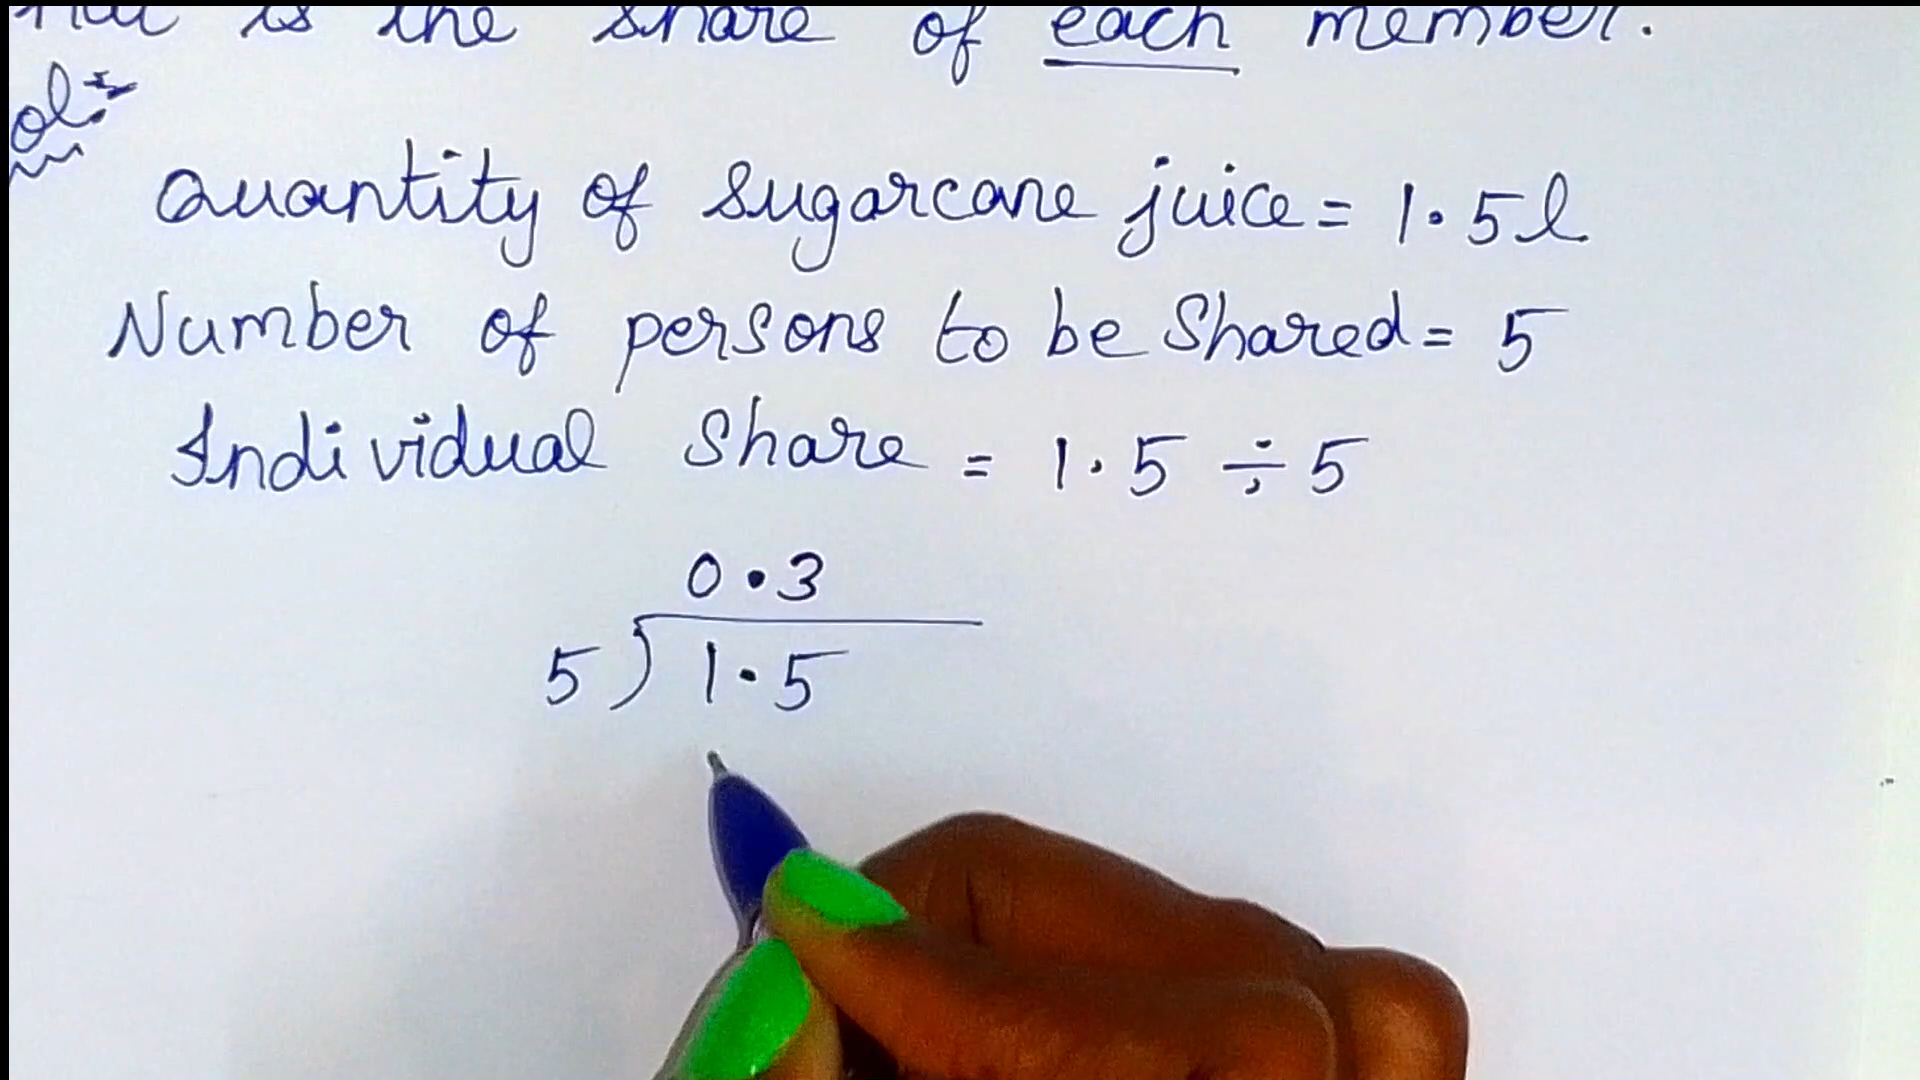 is the share of each member.
Quantity of sugarcane juice = 1.5l
Number of persons to be Shared = 5
Individual Share = 1.5 ÷ 5
0.3
5) 1.5